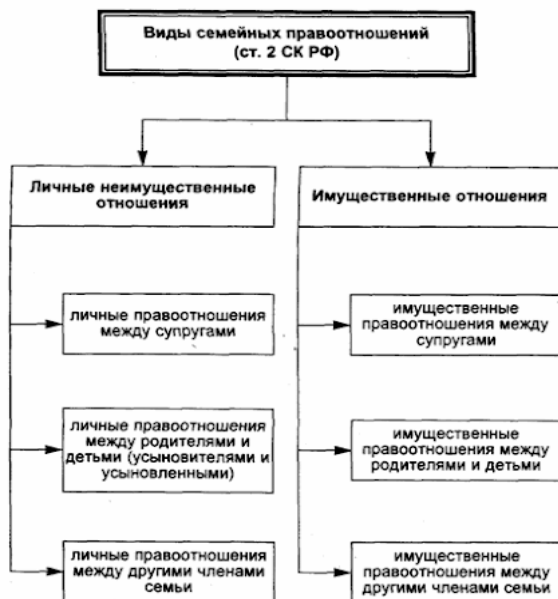 Виды семейных правоотношений
(ст. 2 СК РФ)
Личные неимущественные
отношения
личные правоотношения
между супругами
личные правоотношения
между родителями и
детьми (усыновителями и
усыновленными)
личные правоотношения
между другими членами
семьи
Имущественные отношения
имущественные
правоотношения между
супругами
имущественные
правоотношения между
родителями и детьми
имущественные
правоотношения между
другими членами семьи